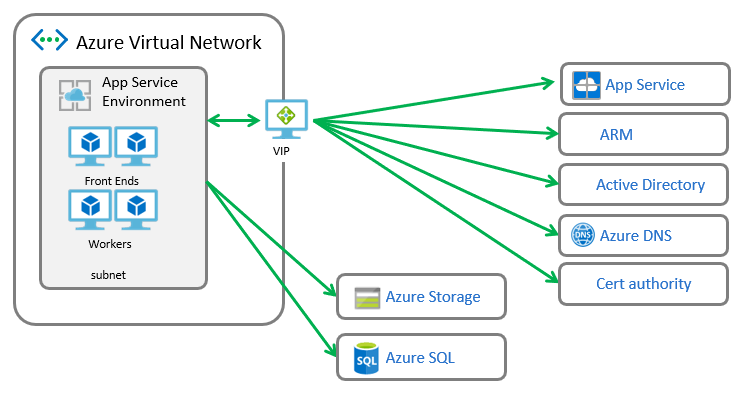 Azure Virtual Network
App Service
Environment
Front Ends
Workers
subnet
VIP
App Service
ARM
Active Directory
DNS
Azure DNS
Cert authority
Azure Storage
SQL
Azure SQL